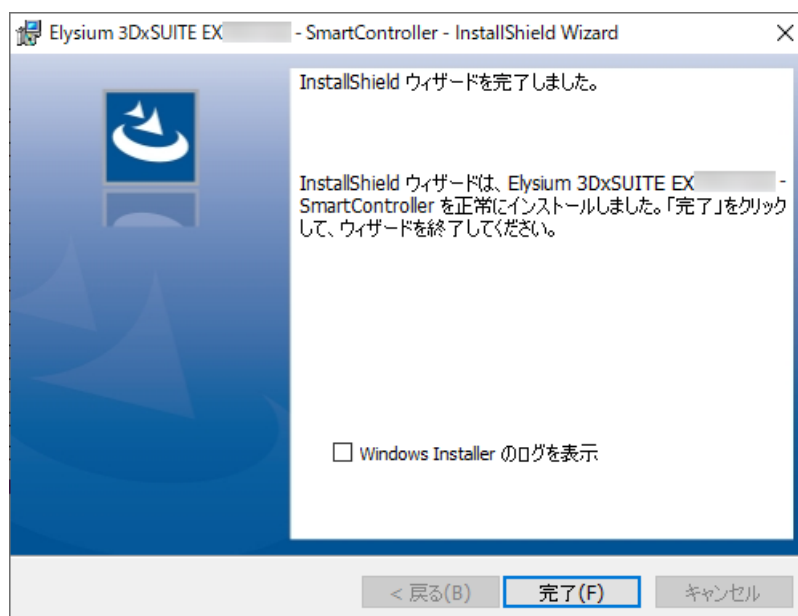 Elysium 3DxSUITE EX - SmartController - InstallShield Wizard
InstallShield ウィザードを完了しました。
InstallShield ウィザードは、Elysium 3DxSUITE EX -
SmartController を正常にインストールしました。「完了」をクリック
して、ウィザードを終了してください。
Windows Installer のログを表示
< 戻る(B)
完了(F)
キャンセル